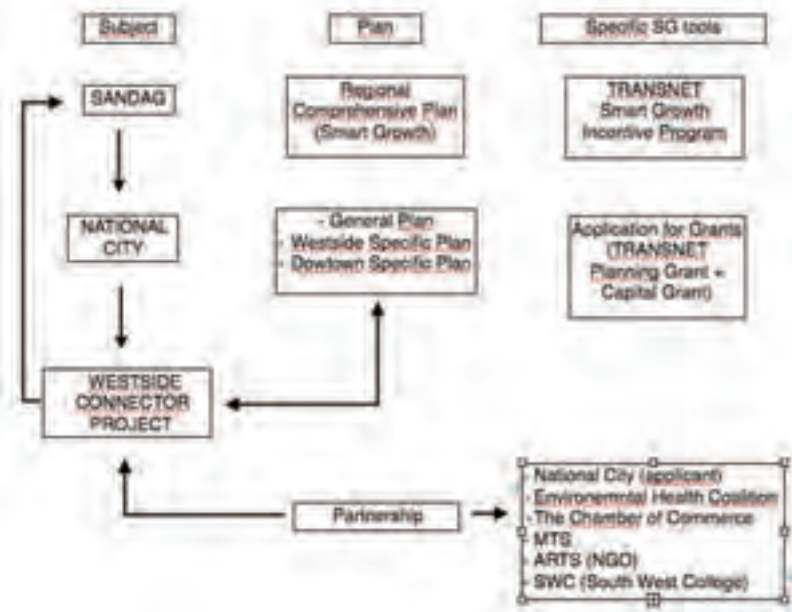 Subject
Plan
Specific SG tools
SANDAG
Regional
Comprehensive Plan
(Smart Growth)
TRANSNET
Smart Growth
Incentive Program
NATIONAL
CITY
- General Plan
- Westside Specific Plan
- Dowtown Specific Plan
Application for Grants
(TRANSNET
Planning Grant +
Capital Grant)
WESTSIDE
CONNECTOR
PROJECT
Partnership
- National City (applicant)
- Environemntal Health Coalition
- The Chamber of Commerce
- MTS
- ARTS (NGO)
- SWC (South West College)